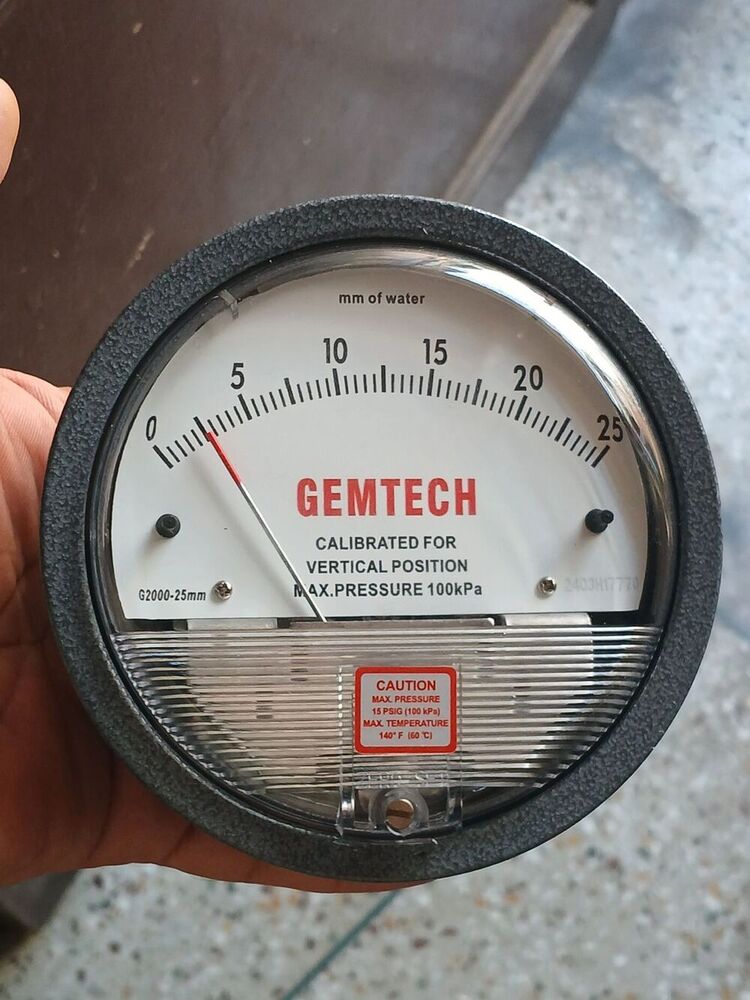 mm of water
0 5 10 15 20 25
GEMTECH
CALIBRATED FOR
VERTICAL POSITION
MAX.PRESSURE 100kPa
G2000-25mm
2403H17770
CAUTION
MAX. PRESSURE
15 PSIG (100 kPa)
MAX. TEMPERATURE
140° F (60 ℃)